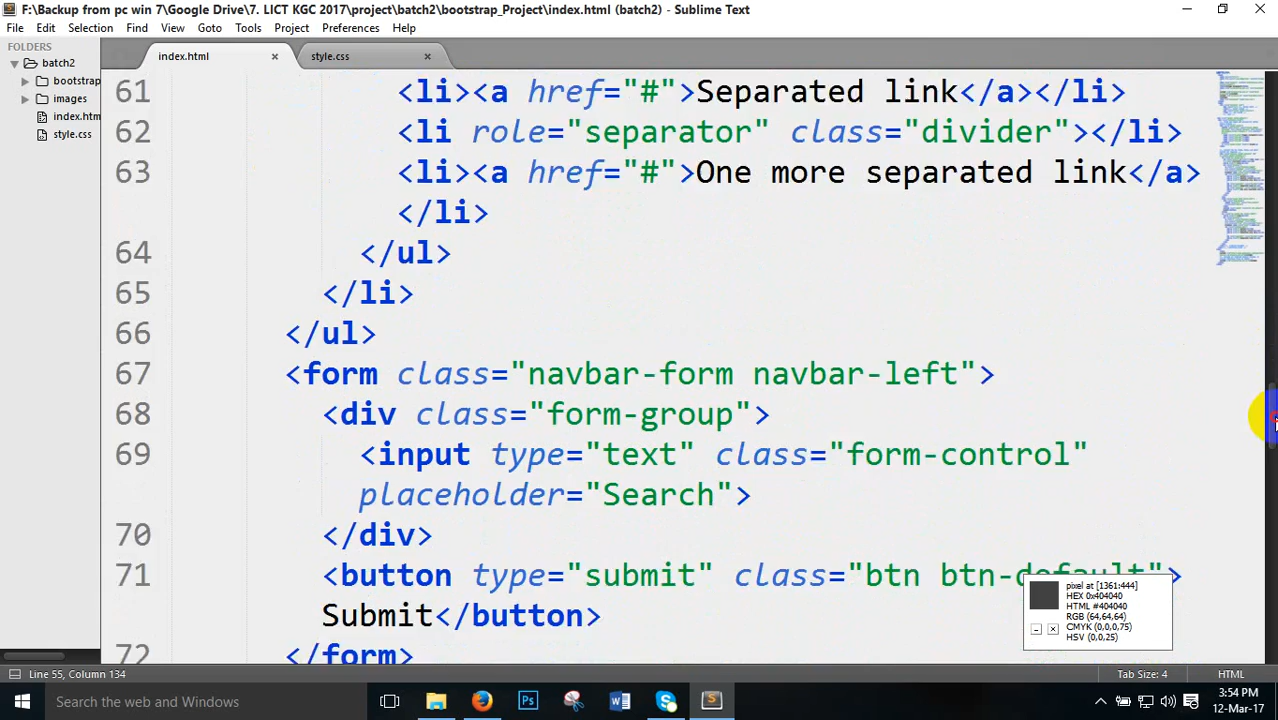 F:\Backup from pc win 7\Google Drive\7. LICT KGC 2017\project\batch2\bootstrap_Project\index.html (batch2) - Sublime Text
File Edit Selection Find View Goto Tools Project Preferences Help
FOLDERS
batch2
bootstrap
images
index.htm
style.css
index.html
style.css
61 <li><a href="#">Separated link</a></li>
62 <li role="separator" class="divider"></li>
63 <li><a href="#">One more separated link</a>
</li>
64 </ul>
65 </li>
66 </ul>
67 <form class="navbar-form navbar-left">
68 <div class="form-group">
69 <input type="text" class="form-control"
placeholder="Search">
70 </div>
71 <button type="submit" class="btn btn-default">
Submit</button>
72 </form>
pixel at [1361:444]
HEX 0x404040
HTML #404040
RGB (64,64,64)
CMYK (0,0,0,75)
HSV (0,0,25)
Line 55, Column 134
Tab Size: 4
HTML
Search the web and Windows
3:54 PM
12-Mar-17